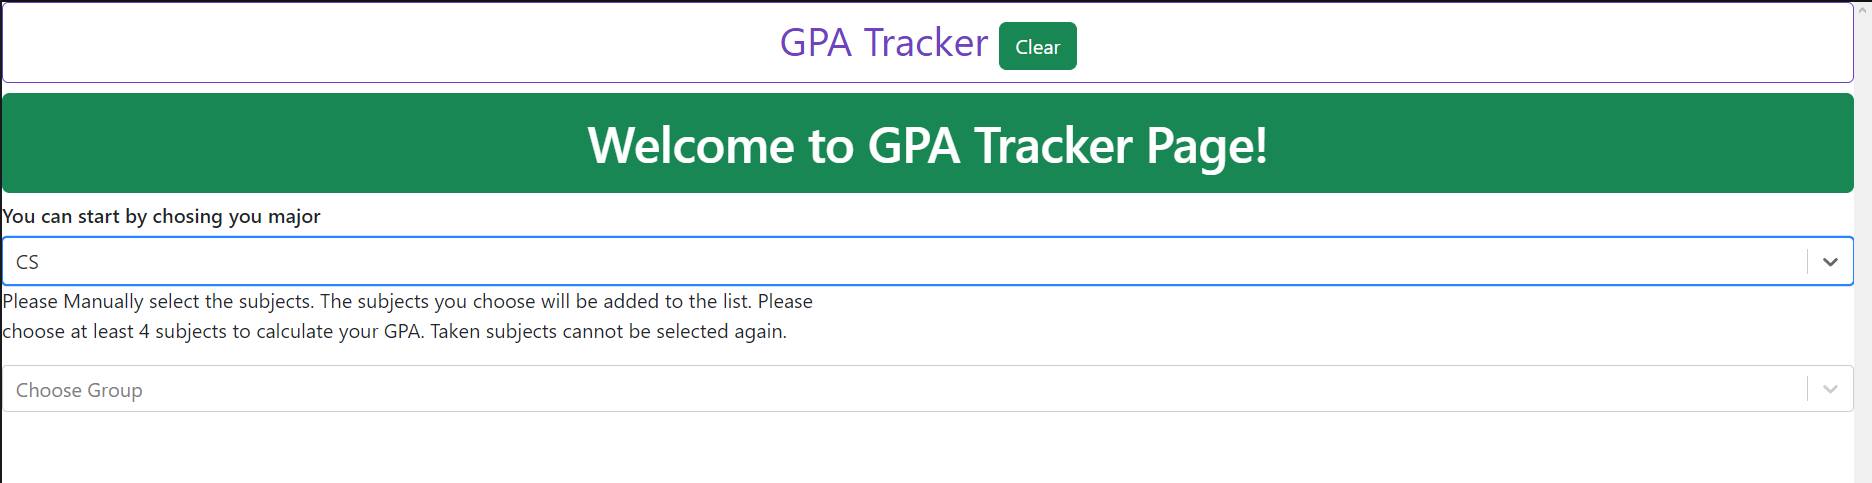 GPA Tracker Clear
Welcome to GPA Tracker Page!
You can start by chosing you major
CS
Please Manually select the subjects. The subjects you choose will be added to the list. Please
choose at least 4 subjects to calculate your GPA. Taken subjects cannot be selected again.
Choose Group